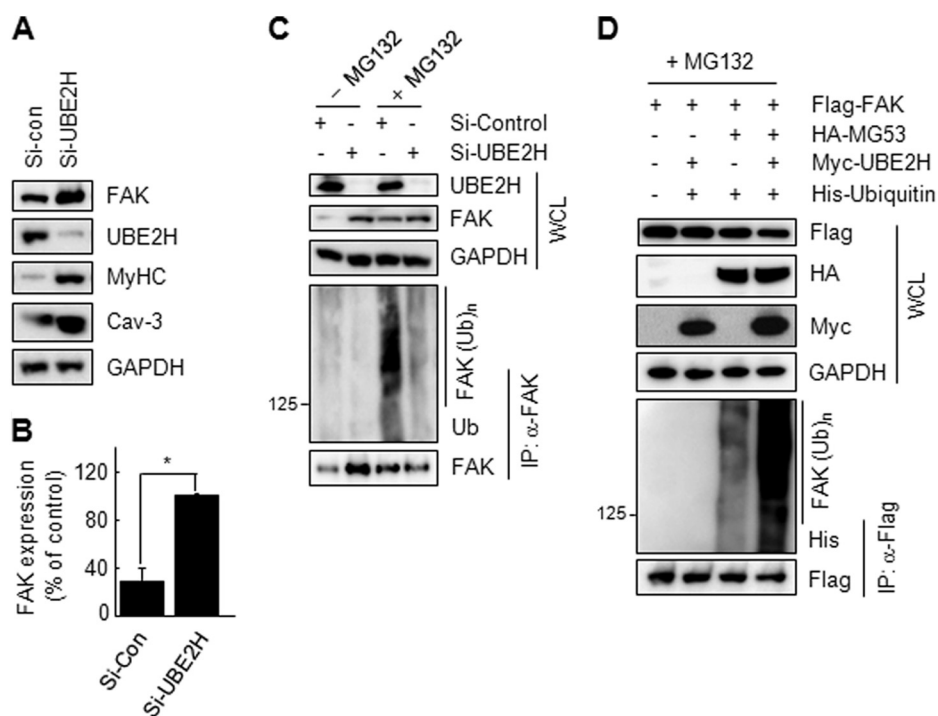 A
Si-con
Si-UBE2H
FAK
UBE2H
MyHC
Cav-3
GAPDH
B
FAK expression
(% of control)
120
80
40
0
*
Si-Con
Si-UBE2H
C
– MG132
+ MG132
+ - + - Si-Control
- + - + Si-UBE2H
UBE2H
FAK
GAPDH
WCL
125
FAK (Ub)n
Ub
FAK
IP: α-FAK
D
+ MG132
+ + + + Flag-FAK
- - + + HA-MG53
- + - + Myc-UBE2H
- + + + His-Ubiquitin
Flag
HA
Myc
GAPDH
WCL
125
FAK (Ub)n
His
Flag
IP: α-Flag